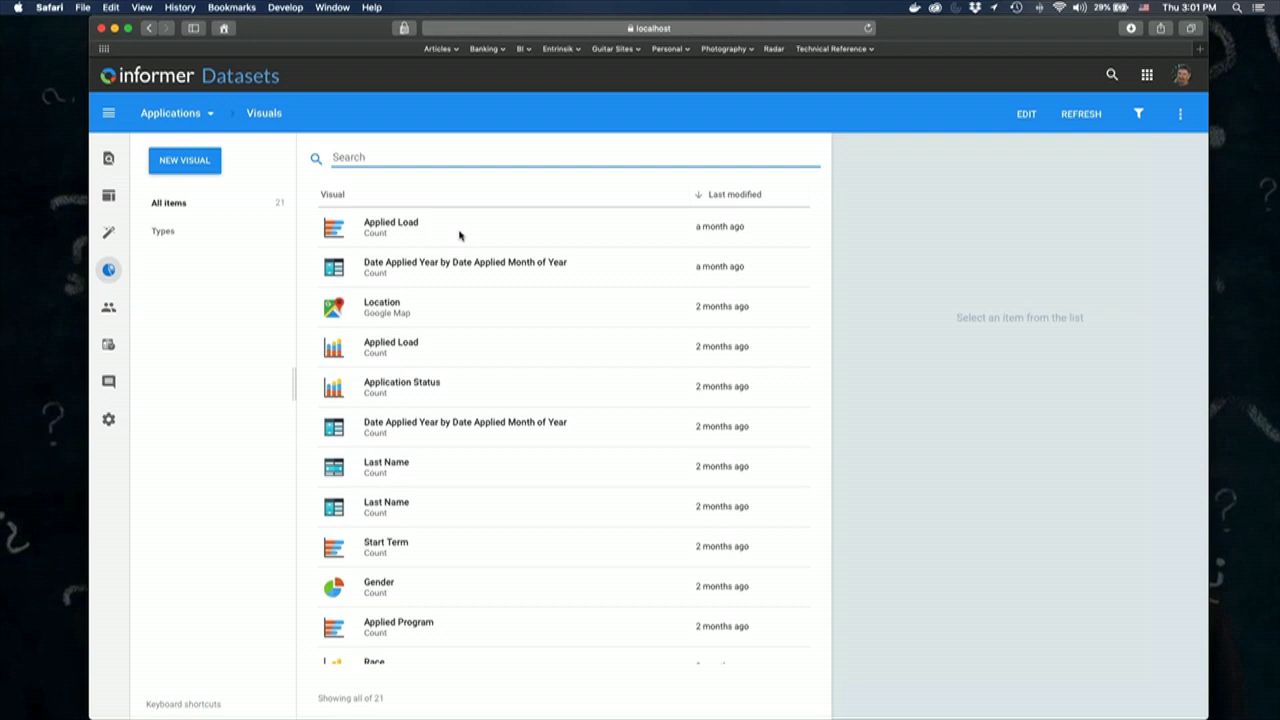 Safari File Edit View History Bookmarks Develop Window Help 29% Thu 3:01 PM
localhost
Articles Banking BI Entrinsik Guitar Sites Personal Photography Radar Technical Reference
informer Datasets
Applications Visuals EDIT REFRESH
NEW VISUAL
Search
Visual Last modified
All items 21
Types
Applied Load a month ago
Count
Date Applied Year by Date Applied Month of Year a month ago
Count
Location 2 months ago
Google Map
Select an item from the list
Applied Load 2 months ago
Count
Application Status 2 months ago
Count
Date Applied Year by Date Applied Month of Year 2 months ago
Count
Last Name 2 months ago
Count
Last Name 2 months ago
Count
Start Term 2 months ago
Count
Gender 2 months ago
Count
Applied Program 2 months ago
Count
Race
Showing all of 21
Keyboard shortcuts